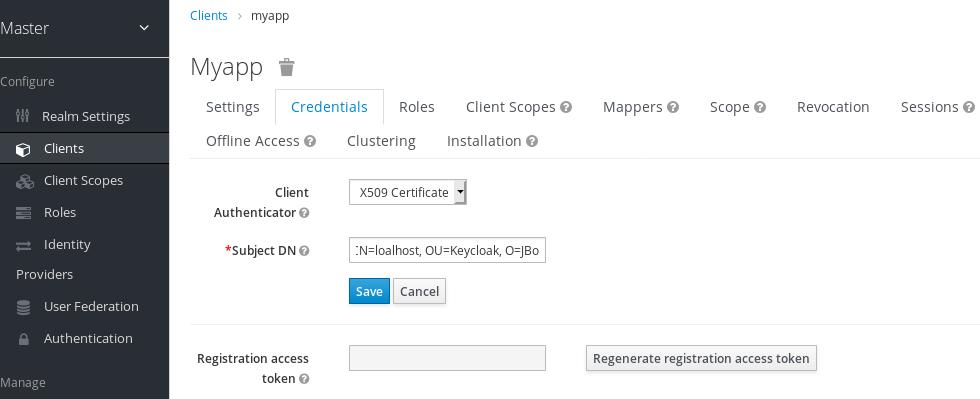 Clients > myapp
Master
Myapp
Configure
Settings Credentials Roles Client Scopes Mappers Scope Revocation Sessions
Realm Settings
Offline Access Clustering Installation
Clients
Client Scopes
Client Authenticator X509 Certificate
Roles
Identity Providers
*Subject DN CN=loalhost, OU=Keycloak, O=JBo
User Federation
Save Cancel
Authentication
Registration access token Regenerate registration access token
Manage